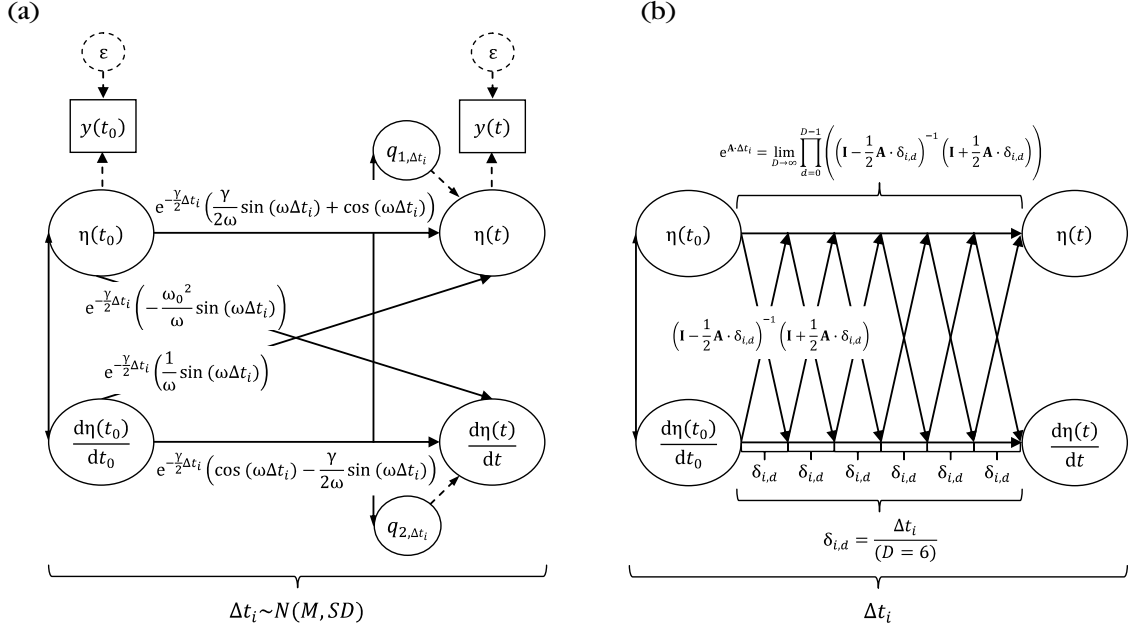 (a)
ε
ε
y(t₀)
y(t)
q₁,Δtᵢ
e^(−(γ/2)Δtᵢ) (γ/(2ω) sin (ωΔtᵢ) + cos (ωΔtᵢ))
η(t₀)
η(t)
e^(−(γ/2)Δtᵢ) (−ω₀²/ω sin (ωΔtᵢ))
e^(−(γ/2)Δtᵢ) (1/ω sin (ωΔtᵢ))
dη(t₀)/dt₀
dη(t)/dt
e^(−(γ/2)Δtᵢ) (cos (ωΔtᵢ) − γ/(2ω) sin (ωΔtᵢ))
q₂,Δtᵢ
Δtᵢ~N(M, SD)
(b)
e^(A·Δtᵢ) = lim_(D→∞) ∏_(d=0)^(D−1) ((I − 1/2 A · δᵢ,d)⁻¹ (I + 1/2 A · δᵢ,d))
η(t₀)
η(t)
(I − 1/2 A · δᵢ,d)⁻¹ (I + 1/2 A · δᵢ,d)
dη(t₀)/dt₀
dη(t)/dt
δᵢ,d δᵢ,d δᵢ,d δᵢ,d δᵢ,d δᵢ,d
δᵢ,d = Δtᵢ/(D = 6)
Δtᵢ